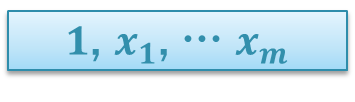 1, x₁, ⋯ xₘ